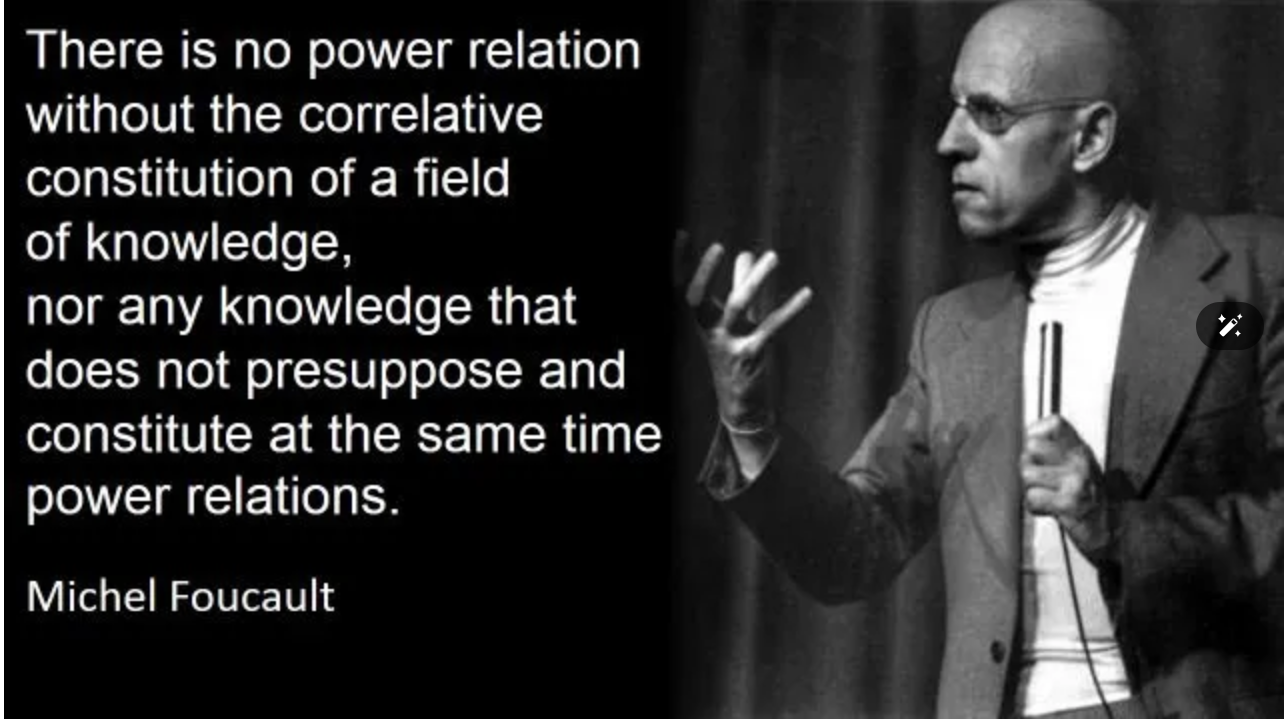 There is no power relation
without the correlative
constitution of a field
of knowledge,
nor any knowledge that
does not presuppose and
constitute at the same time
power relations.
Michel Foucault